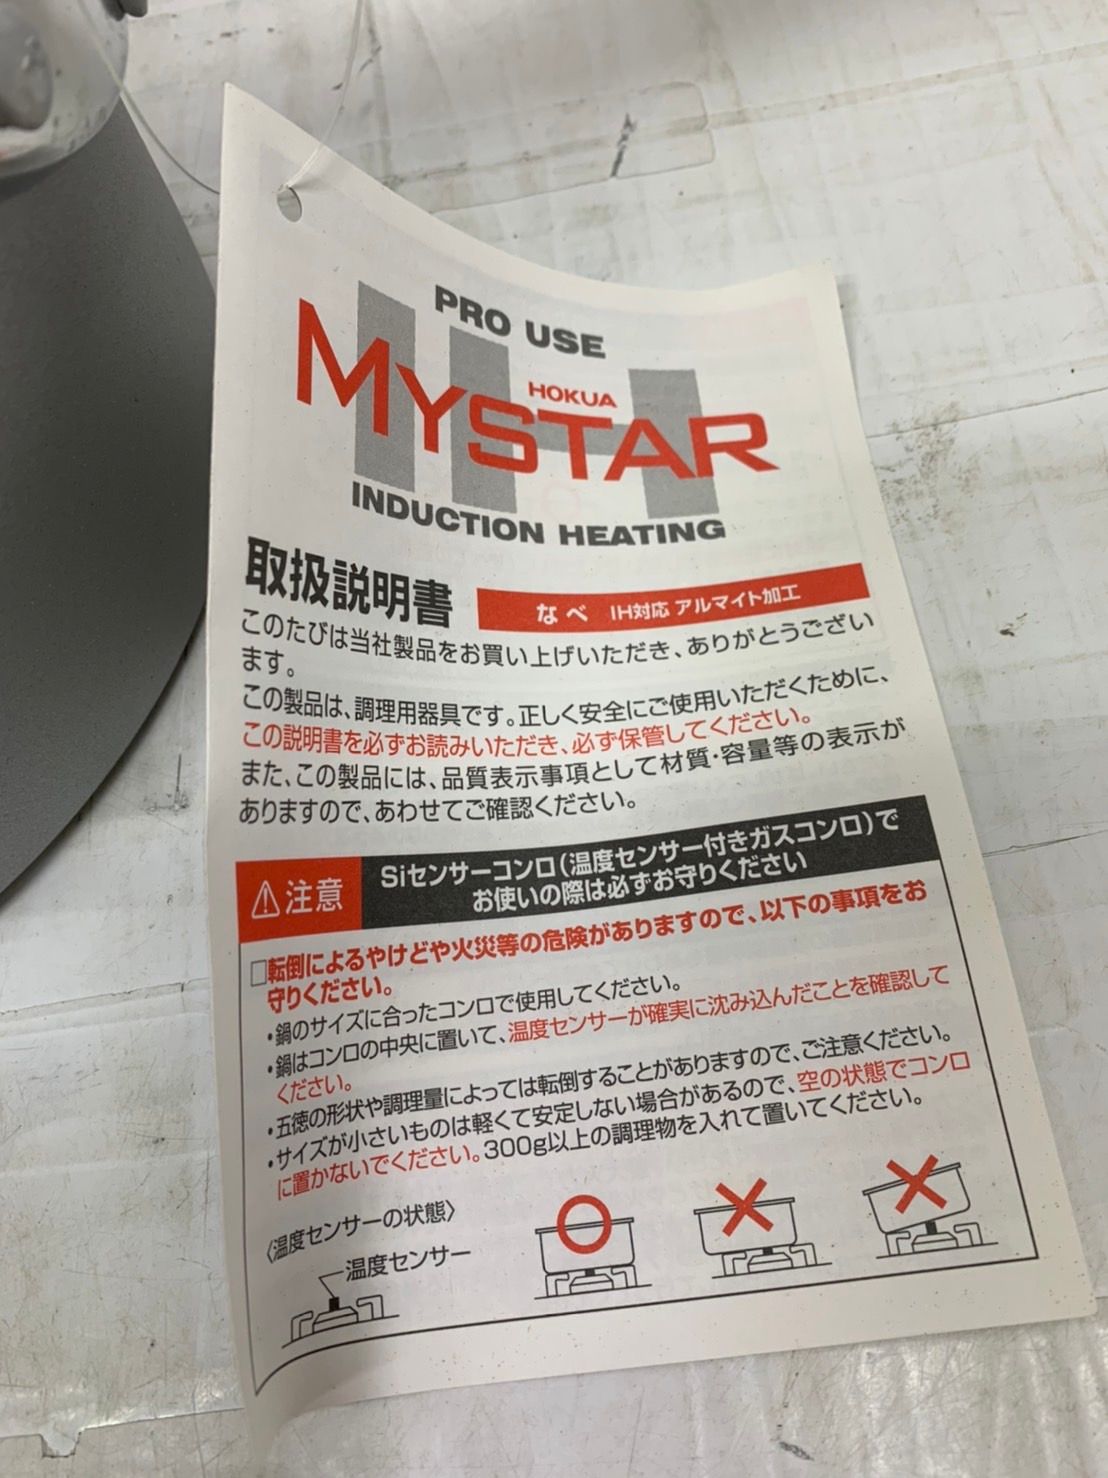 PRO USE
HOKUA
MYSTAR
IH
INDUCTION HEATING
取扱説明書
なべ IH対応 アルマイト加工
このたびは当社製品をお買い上げいただき、ありがとうござい
ます。
この製品は、調理用器具です。正しく安全にご使用いただくために、
この説明書を必ずお読みいただき、必ず保管してください。
また、この製品には、品質表示事項として材質・容量等の表示が
ありますので、あわせてご確認ください。
⚠注意
Siセンサーコンロ(温度センサー付きガスコンロ)で
お使いの際は必ずお守りください
□転倒によるやけどや火災等の危険がありますので、以下の事項をお
守りください。
・鍋のサイズに合ったコンロで使用してください。
・鍋はコンロの中央に置いて、温度センサーが確実に沈み込んだことを確認して
ください。
・五徳の形状や調理量によっては転倒することがありますので、ご注意ください。
・サイズが小さいものは軽くて安定しない場合があるので、空の状態でコンロ
に置かないでください。300g以上の調理物を入れて置いてください。
〈温度センサーの状態〉
温度センサー